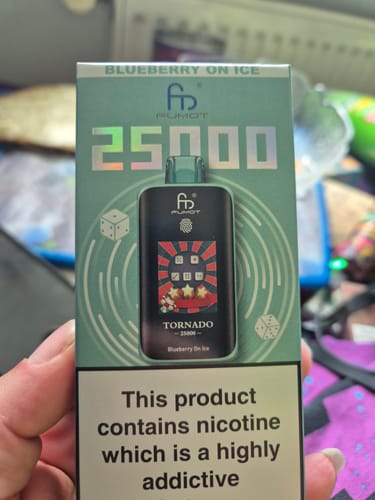 BLUEBERRY ON ICE
FUMOT
25000
FUMOT
TORNADO
25000
Blueberry On Ice
This product
contains nicotine
which is a highly
addictive